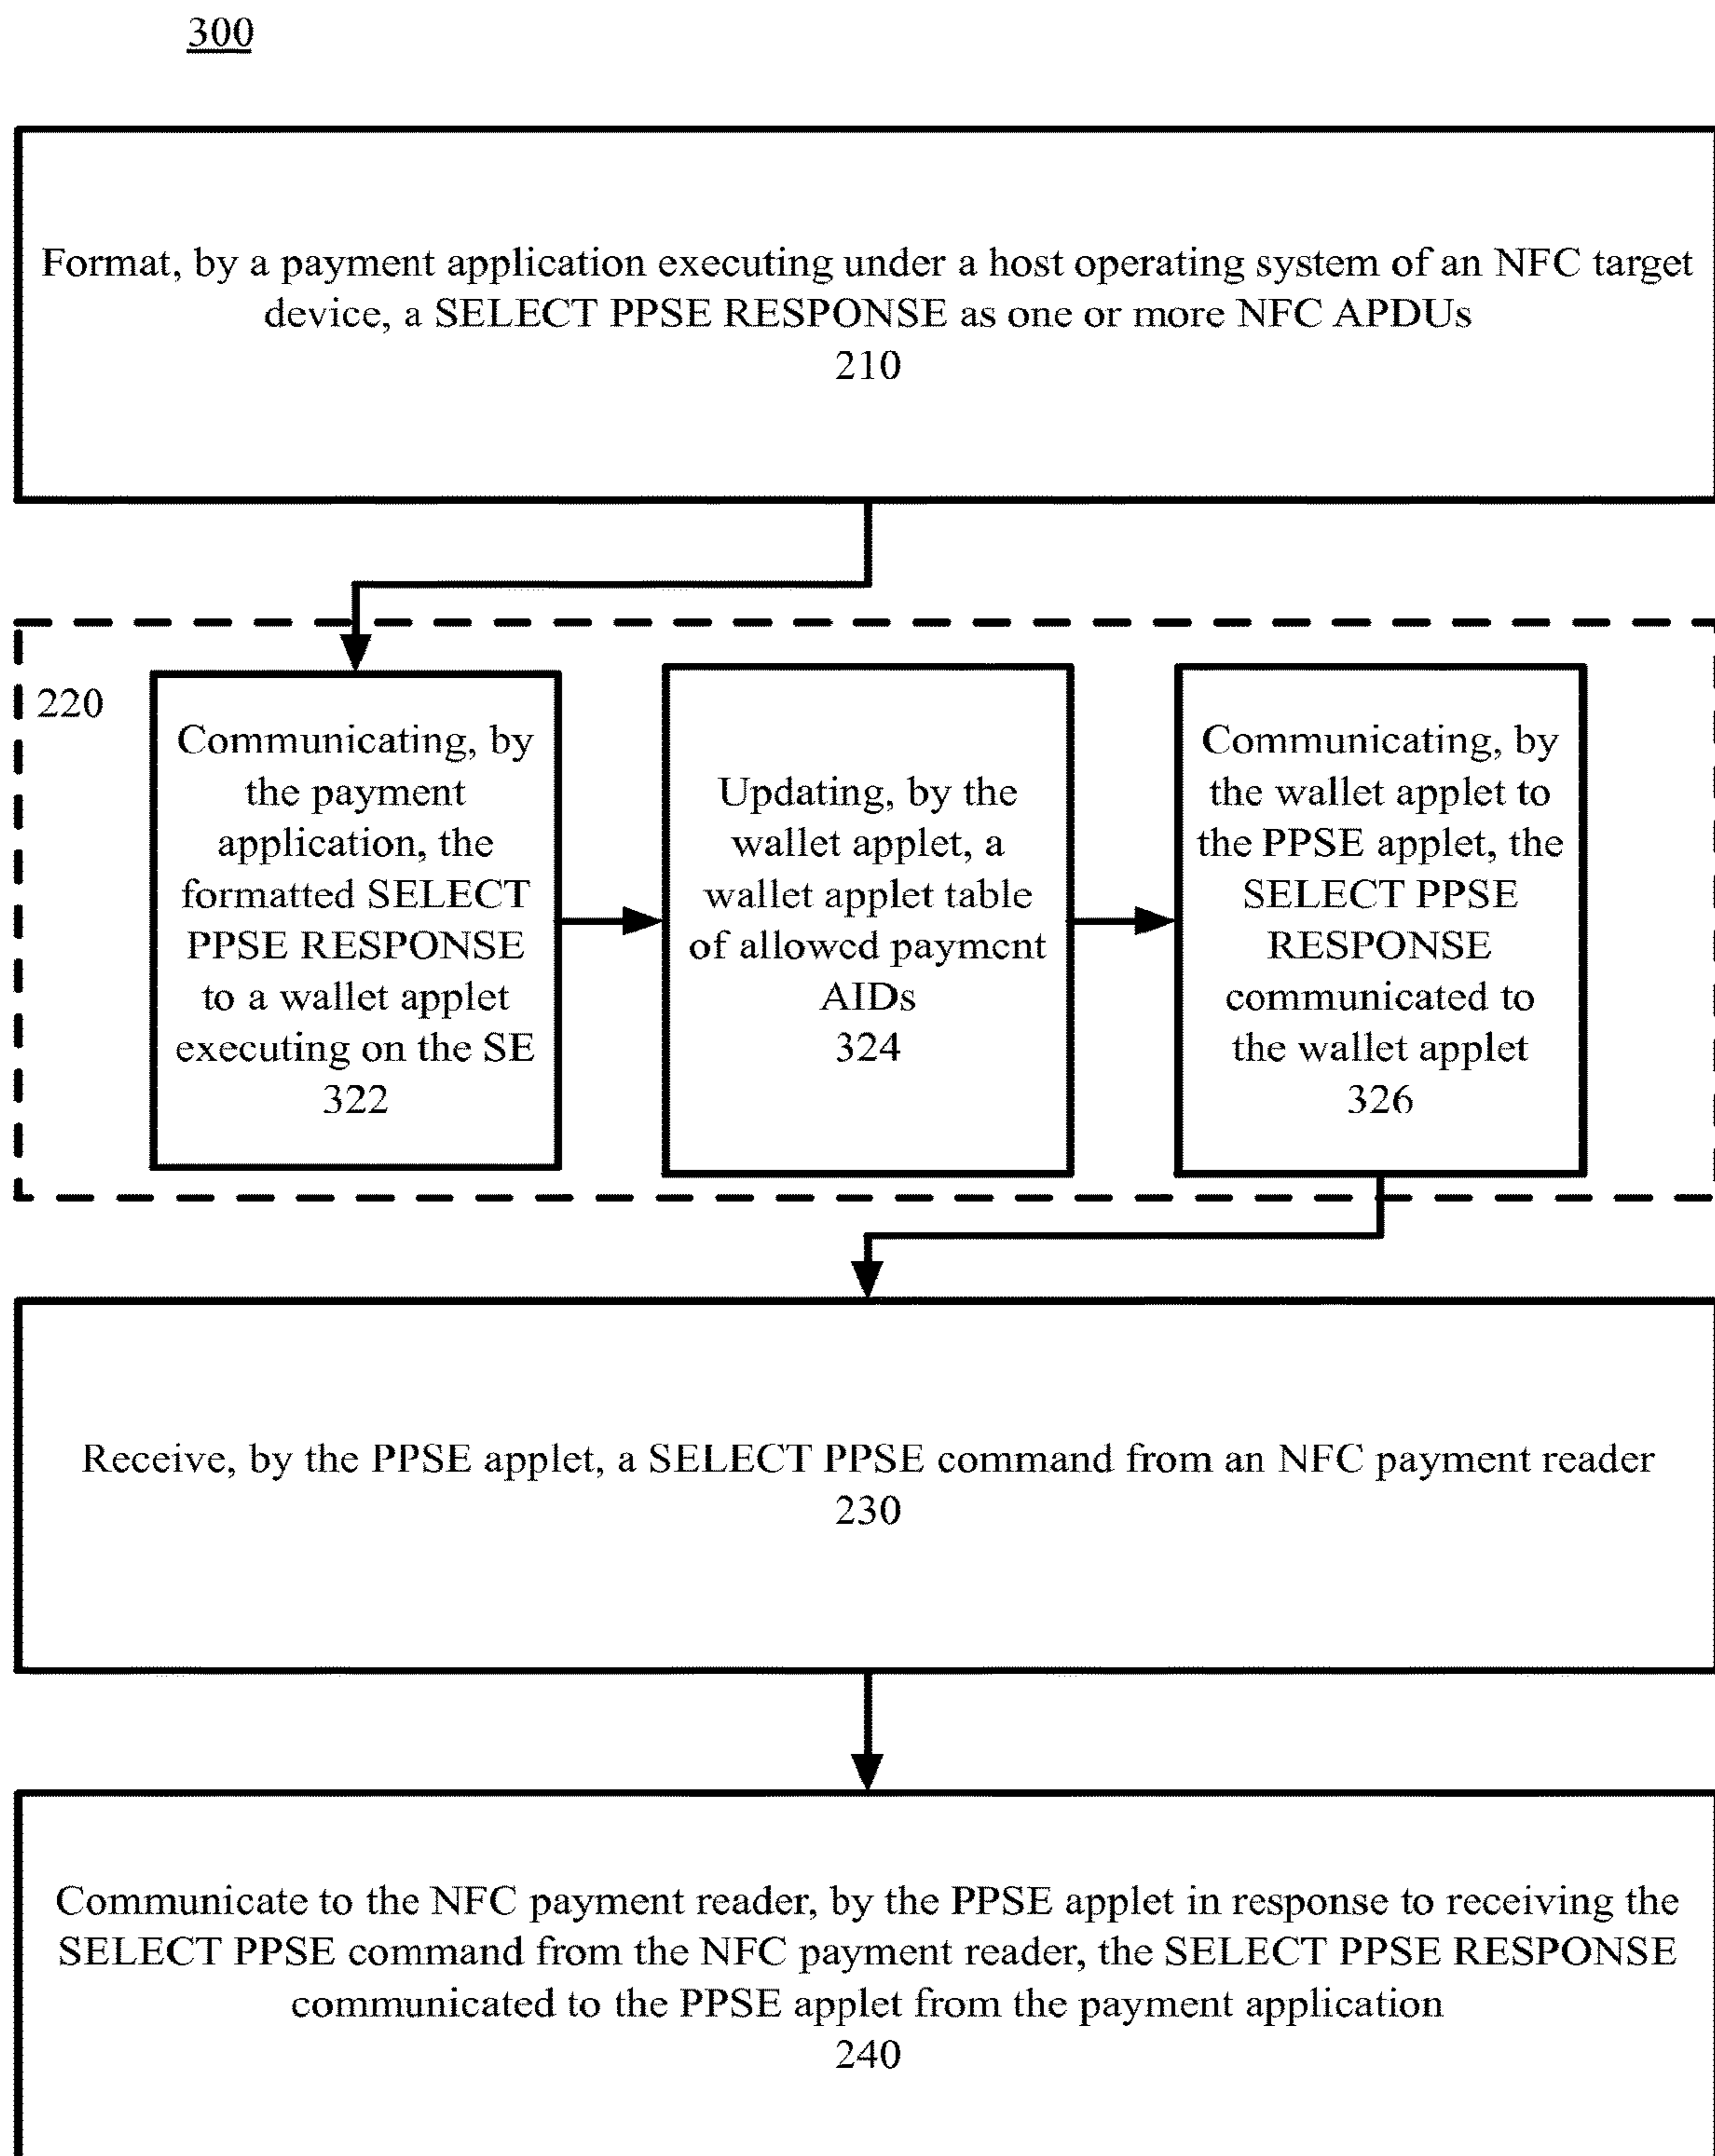 300
Format, by a payment application executing under a host operating system of an NFC target
device, a SELECT PPSE RESPONSE as one or more NFC APDUs
210
220
Communicating, by
the payment
application, the
formatted SELECT
PPSE RESPONSE
to a wallet applet
executing on the SE
322
Updating, by the
wallet applet, a
wallet applet table
of allowed payment
AIDs
324
Communicating, by
the wallet applet to
the PPSE applet, the
SELECT PPSE
RESPONSE
communicated to
the wallet applet
326
Receive, by the PPSE applet, a SELECT PPSE command from an NFC payment reader
230
Communicate to the NFC payment reader, by the PPSE applet in response to receiving the
SELECT PPSE command from the NFC payment reader, the SELECT PPSE RESPONSE
communicated to the PPSE applet from the payment application
240